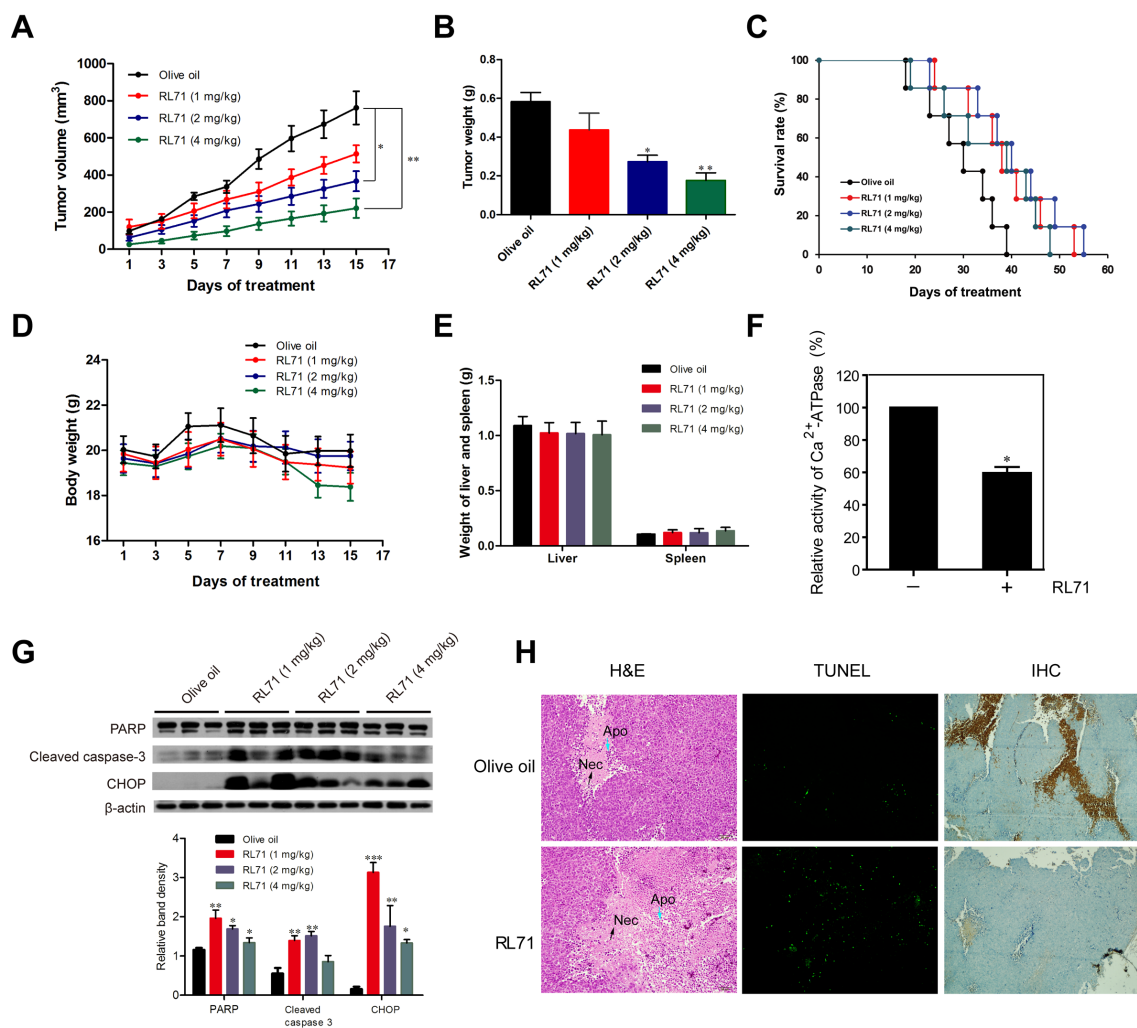 A
Olive oil
RL71 (1 mg/kg)
RL71 (2 mg/kg)
RL71 (4 mg/kg)
Tumor volume (mm³)
1000
800
600
400
200
0
1 3 5 7 9 11 13 15 17
Days of treatment
*
**
B
Tumor weight (g)
0.8
0.6
0.4
0.2
0.0
*
**
Olive oil
RL71 (1 mg/kg)
RL71 (2 mg/kg)
RL71 (4 mg/kg)
C
Survival rate (%)
100
80
60
40
20
0
Olive oil
RL71 (1 mg/kg)
RL71 (2 mg/kg)
RL71 (4 mg/kg)
0 10 20 30 40 50 60
Days of treatment
D
Olive oil
RL71 (1 mg/kg)
RL71 (2 mg/kg)
RL71 (4 mg/kg)
Body weight (g)
24
22
20
18
16
1 3 5 7 9 11 13 15 17
Days of treatment
E
Olive oil
RL71 (1 mg/kg)
RL71 (2 mg/kg)
RL71 (4 mg/kg)
Weight of liver and spleen (g)
1.5
1.0
0.5
0.0
Liver Spleen
F
Relative activity of Ca²⁺-ATPase (%)
120
100
80
60
40
20
0
*
– + RL71
G
Olive oil
RL71 (1 mg/kg)
RL71 (2 mg/kg)
RL71 (4 mg/kg)
PARP
Cleaved caspase-3
CHOP
β-actin
Olive oil
RL71 (1 mg/kg)
RL71 (2 mg/kg)
RL71 (4 mg/kg)
Relative band density
4
3
2
1
0
** * *
** **
*** ** *
PARP
Cleaved
caspase 3
CHOP
H
H&E TUNEL IHC
Olive oil
Apo
Nec
RL71
Apo
Nec